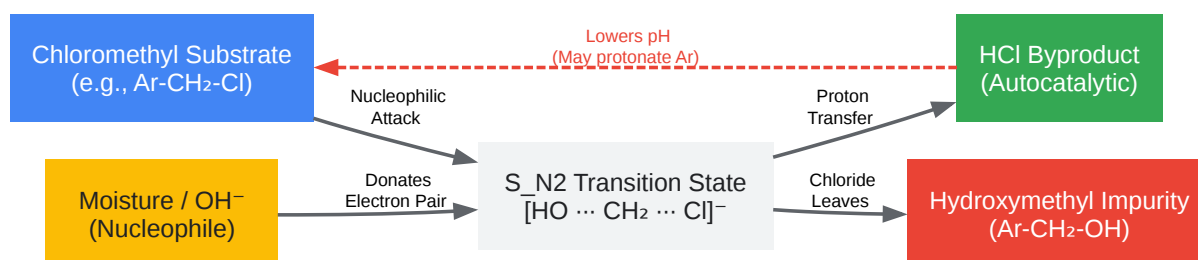 Chloromethyl Substrate
(e.g., Ar-CH₂-Cl)
Lowers pH
(May protonate Ar)
HCl Byproduct
(Autocatalytic)
Nucleophilic
Attack
Proton
Transfer
Moisture / OH⁻
(Nucleophile)
Donates
Electron Pair
S_N2 Transition State
[HO ··· CH₂ ··· Cl]⁻
Chloride
Leaves
Hydroxymethyl Impurity
(Ar-CH₂-OH)